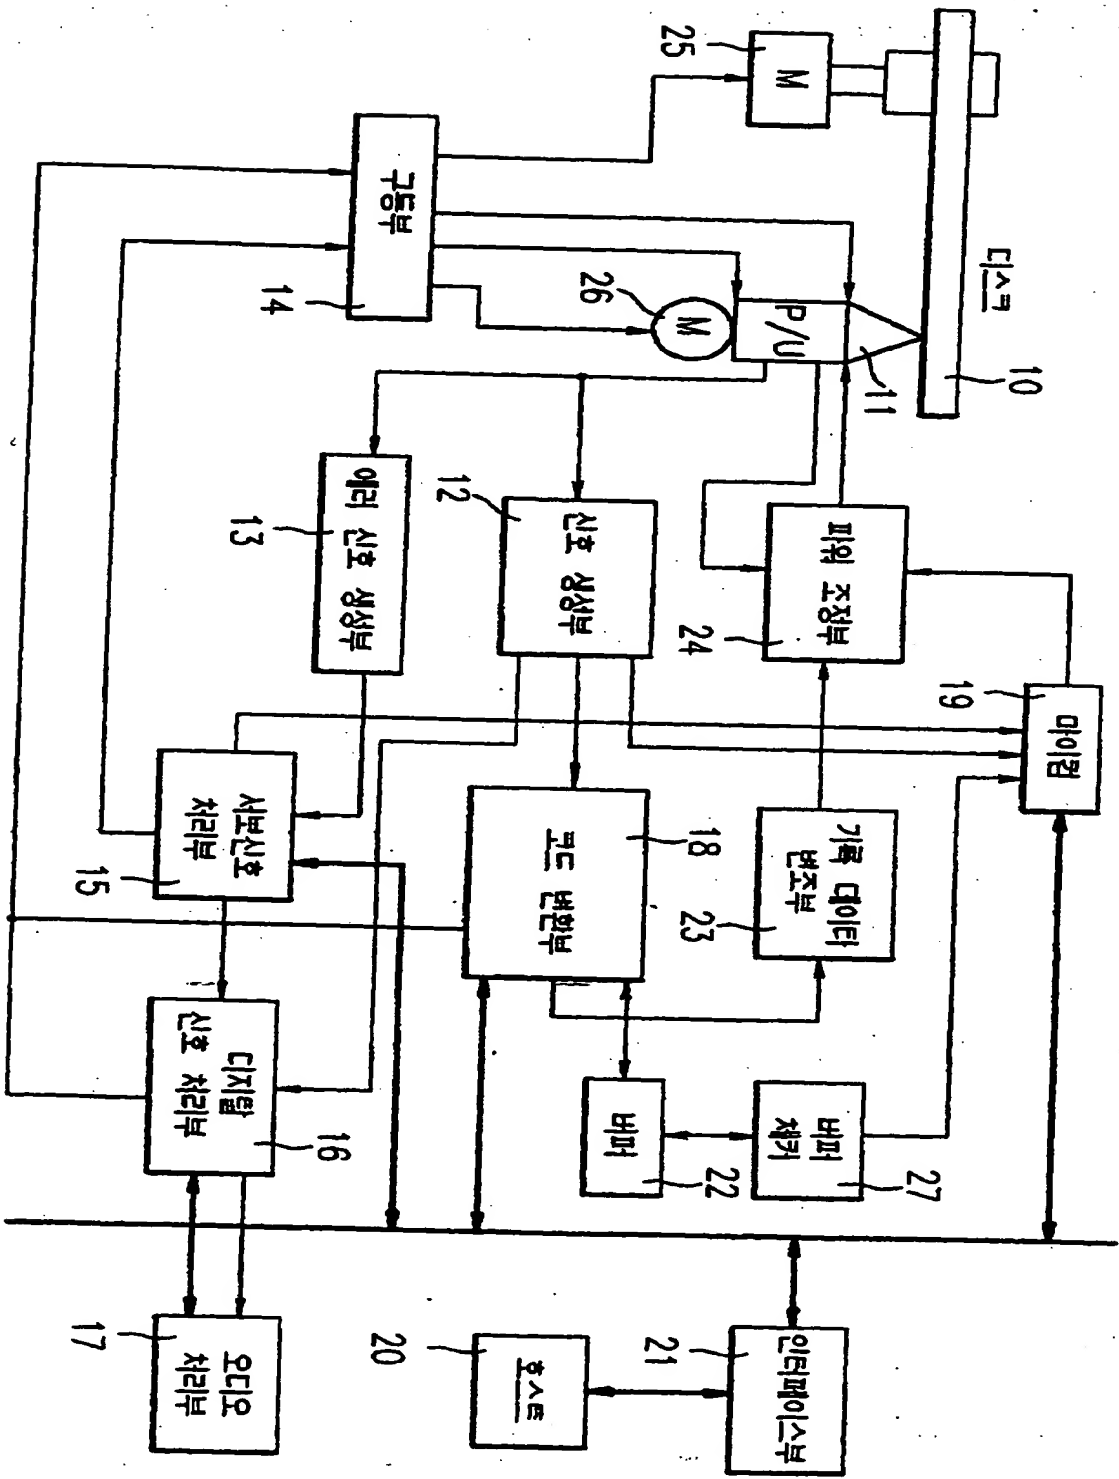 디스크
10
19
마이컴
M
25
11
P/U
M
26
파워 조정부
24
기록 데이타
변조부
23
버퍼
체커
27
인터페이스부
21
버퍼
22
호스트
20
코드 변환부
18
신호 생성부
12
구동부
14
에러 신호 생성부
13
서보신호
처리부
15
디지탈
신호 처리부
16
오디오
처리부
17